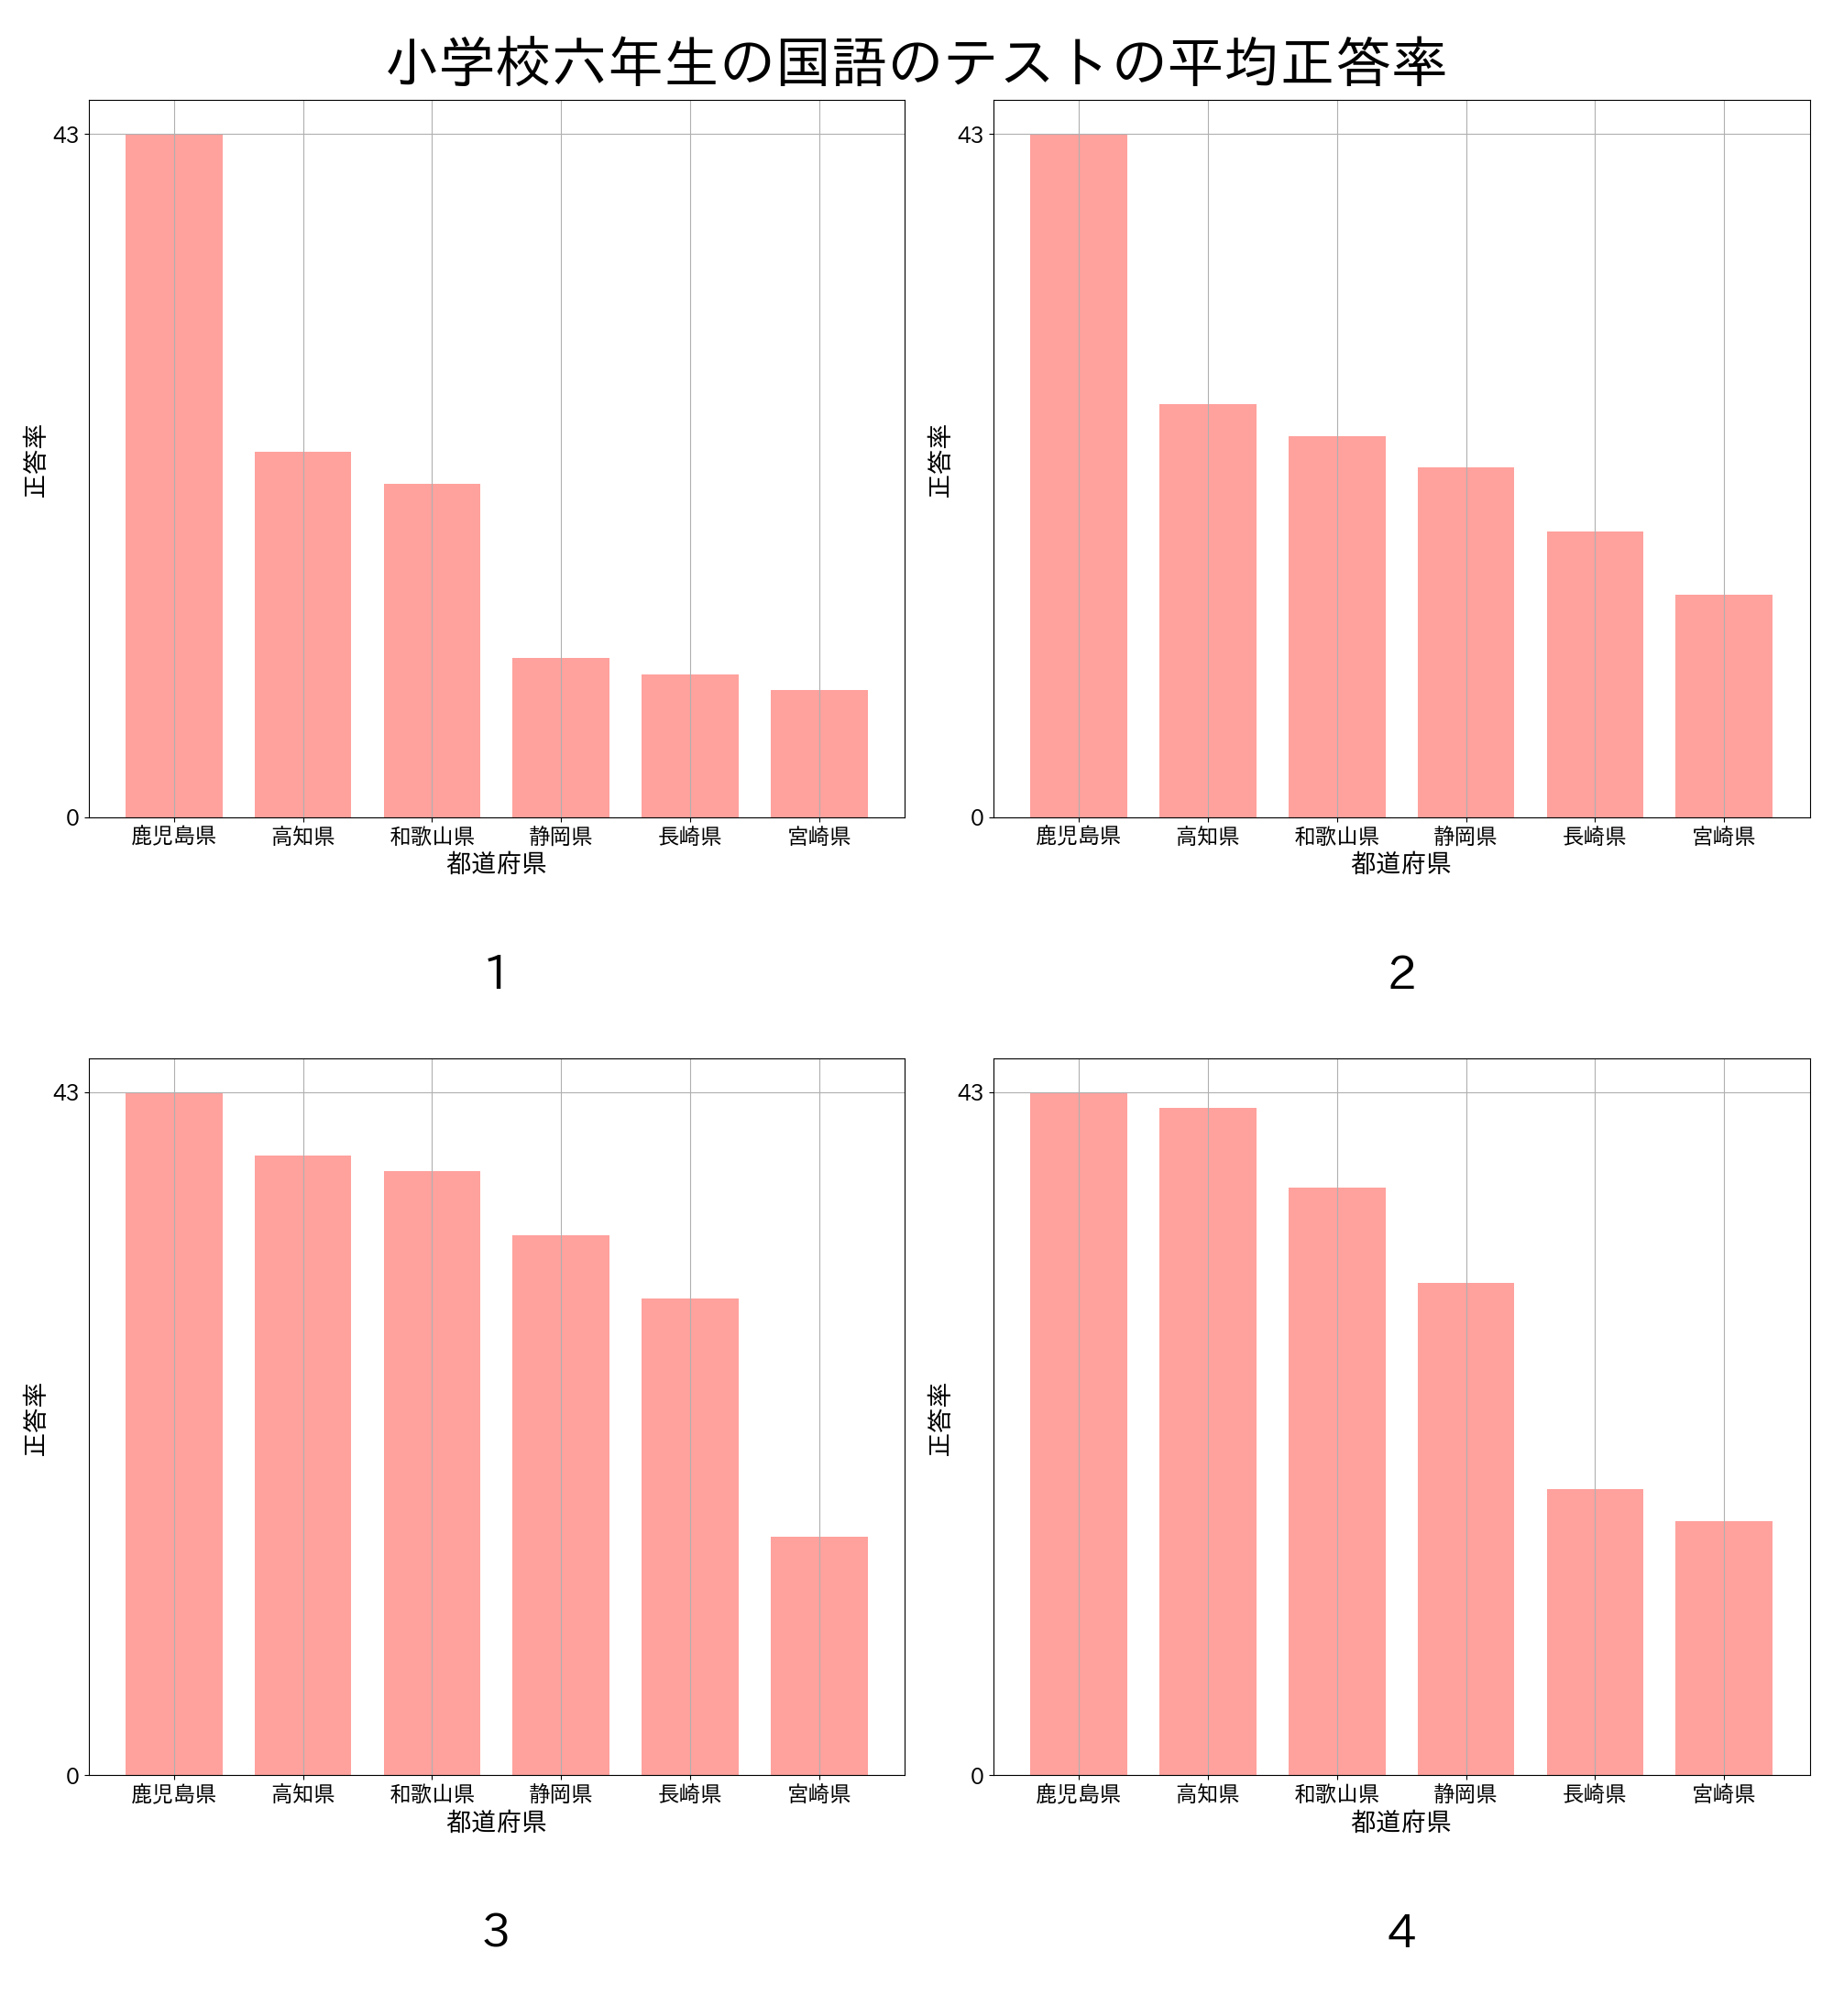 小学校六年生の国語のテストの平均正答率
43
0
正答率
鹿児島県 高知県 和歌山県 静岡県 長崎県 宮崎県
都道府県
1
43
0
正答率
鹿児島県 高知県 和歌山県 静岡県 長崎県 宮崎県
都道府県
2
43
0
正答率
鹿児島県 高知県 和歌山県 静岡県 長崎県 宮崎県
都道府県
3
43
0
正答率
鹿児島県 高知県 和歌山県 静岡県 長崎県 宮崎県
都道府県
4